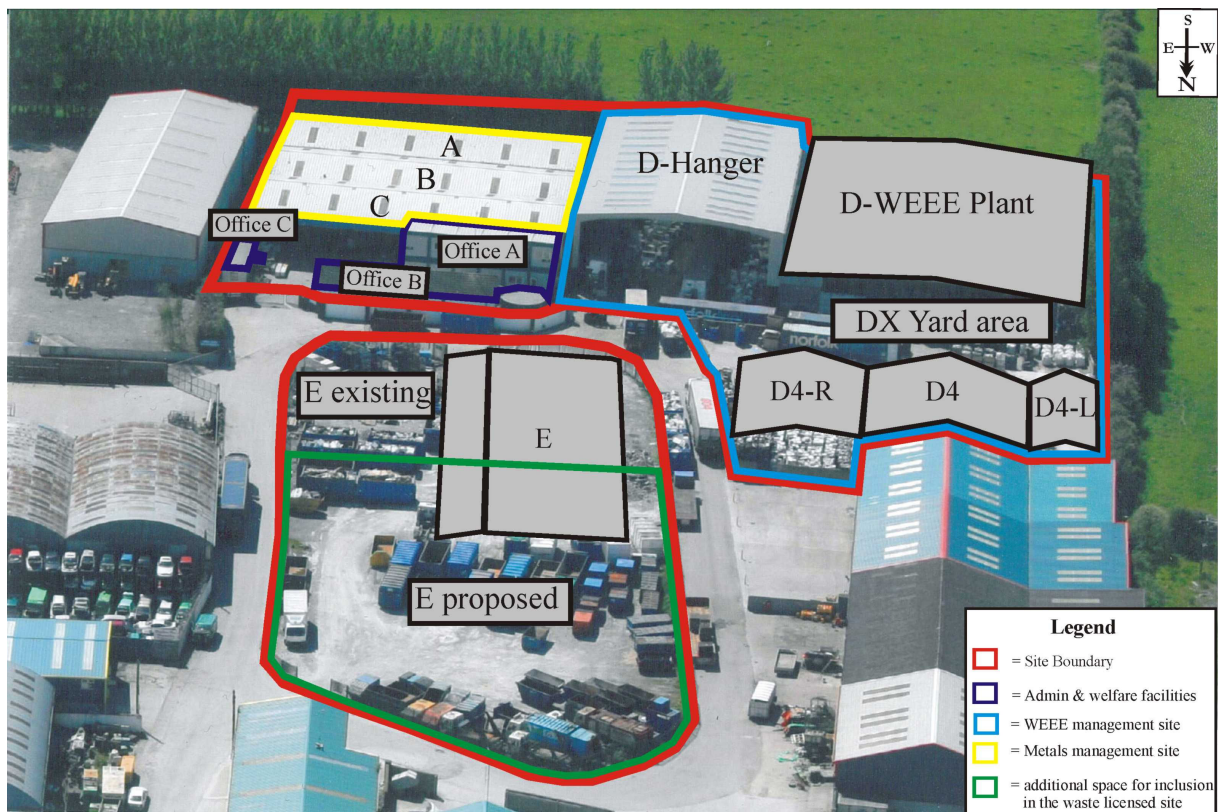 S
E W
N
A
B
C
D-Hanger
D-WEEE Plant
Office C
Office A
Office B
DX Yard area
norfolk
E existing
E
D4-R
D4
D4-L
E proposed
Legend
= Site Boundary
= Admin & welfare facilities
= WEEE management site
= Metals management site
= additional space for inclusion
in the waste licensed site